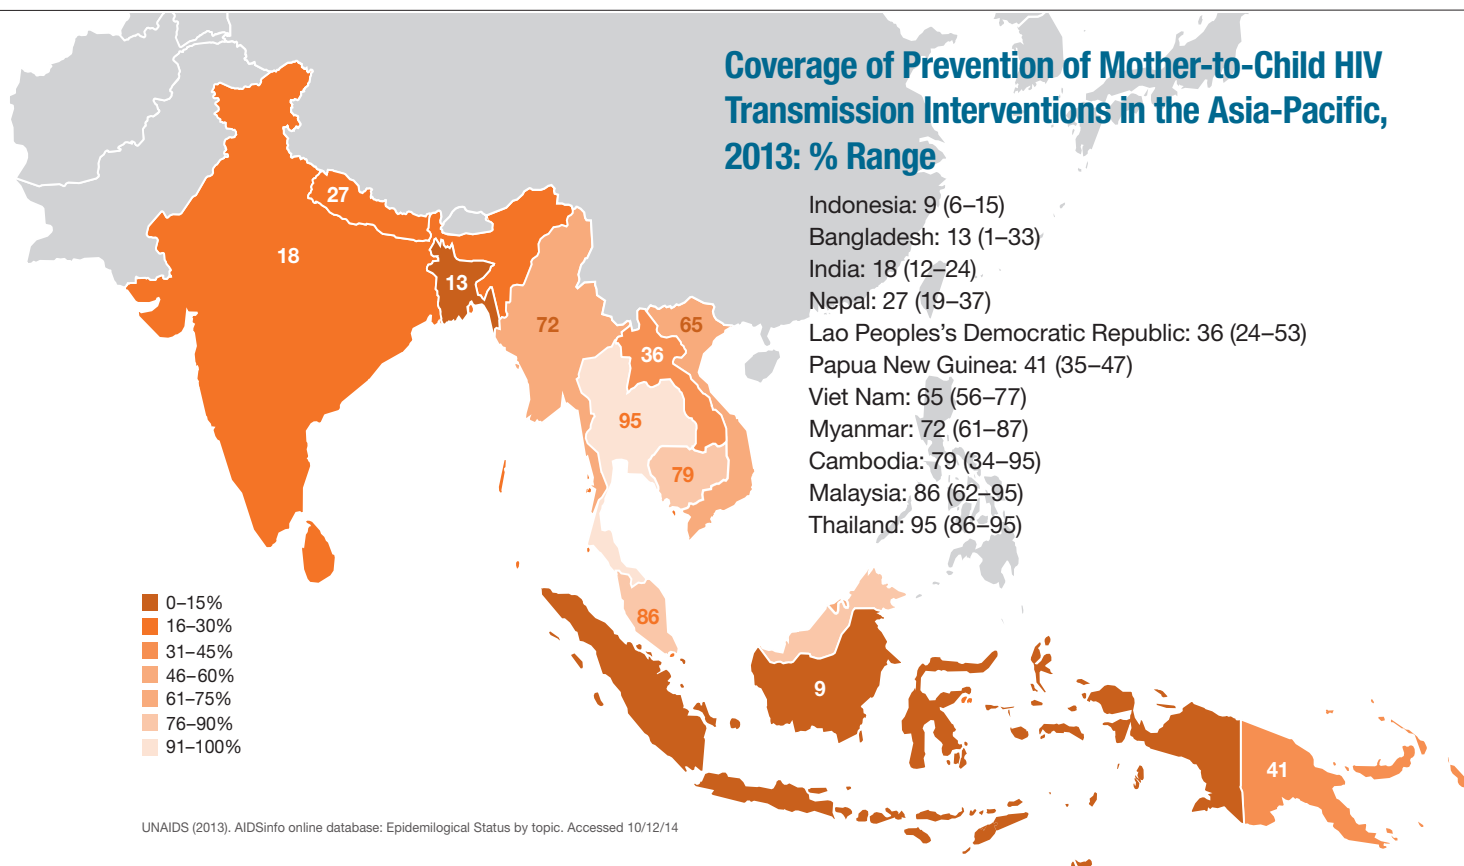 Coverage of Prevention of Mother-to-Child HIV
Transmission Interventions in the Asia-Pacific,
2013: % Range
Indonesia: 9 (6–15)
Bangladesh: 13 (1–33)
India: 18 (12–24)
Nepal: 27 (19–37)
Lao Peoples's Democratic Republic: 36 (24–53)
Papua New Guinea: 41 (35–47)
Viet Nam: 65 (56–77)
Myanmar: 72 (61–87)
Cambodia: 79 (34–95)
Malaysia: 86 (62–95)
Thailand: 95 (86–95)
27
18
13
72
65
36
95
79
86
9
41
0–15%
16–30%
31–45%
46–60%
61–75%
76–90%
91–100%
UNAIDS (2013). AIDSinfo online database: Epidemilogical Status by topic. Accessed 10/12/14